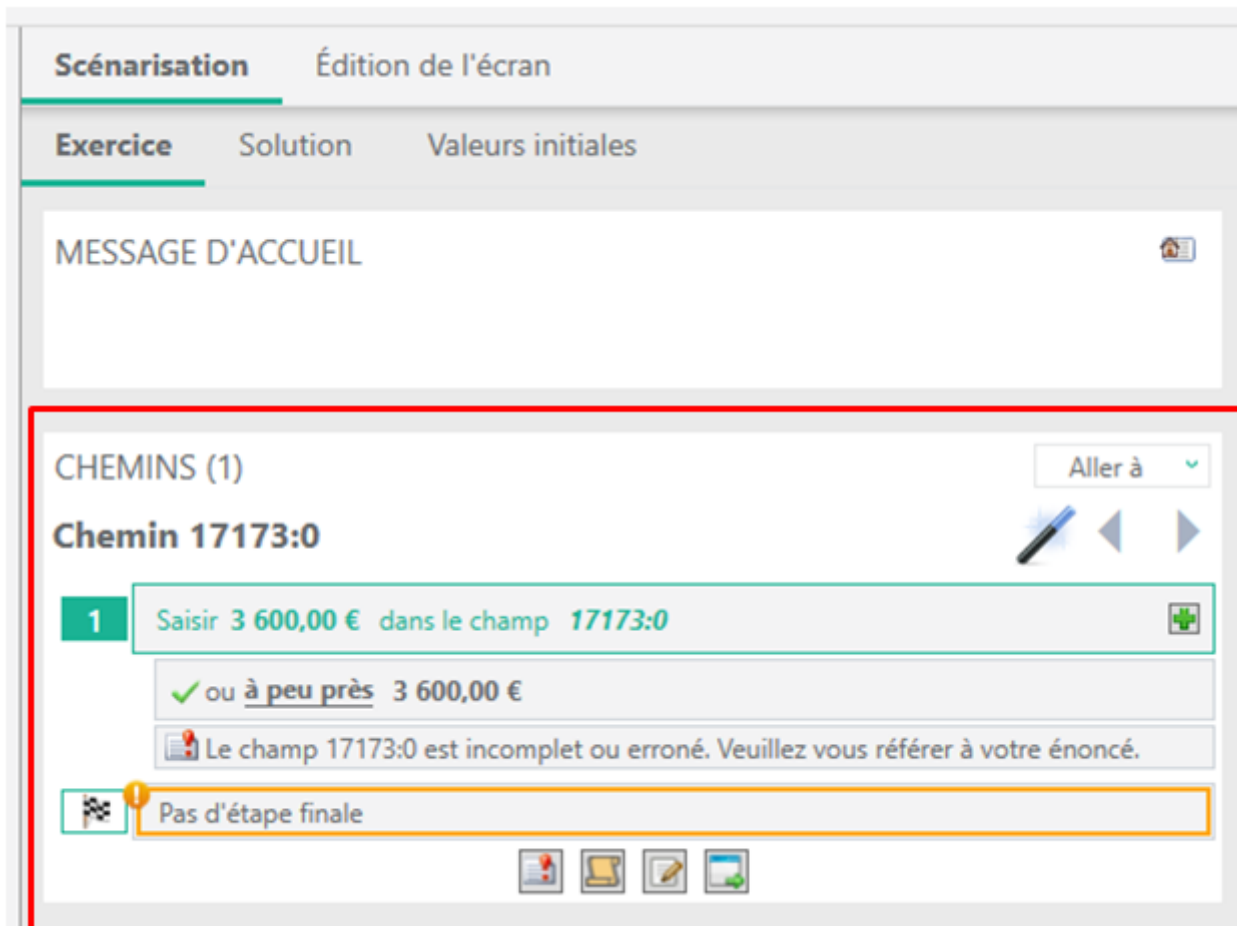 Scénarisation Édition de l'écran
Exercice Solution Valeurs initiales
MESSAGE D'ACCUEIL
CHEMINS (1) Aller à
Chemin 17173:0
1 Saisir 3 600,00 € dans le champ 17173:0
ou à peu près 3 600,00 €
Le champ 17173:0 est incomplet ou erroné. Veuillez vous référer à votre énoncé.
Pas d'étape finale